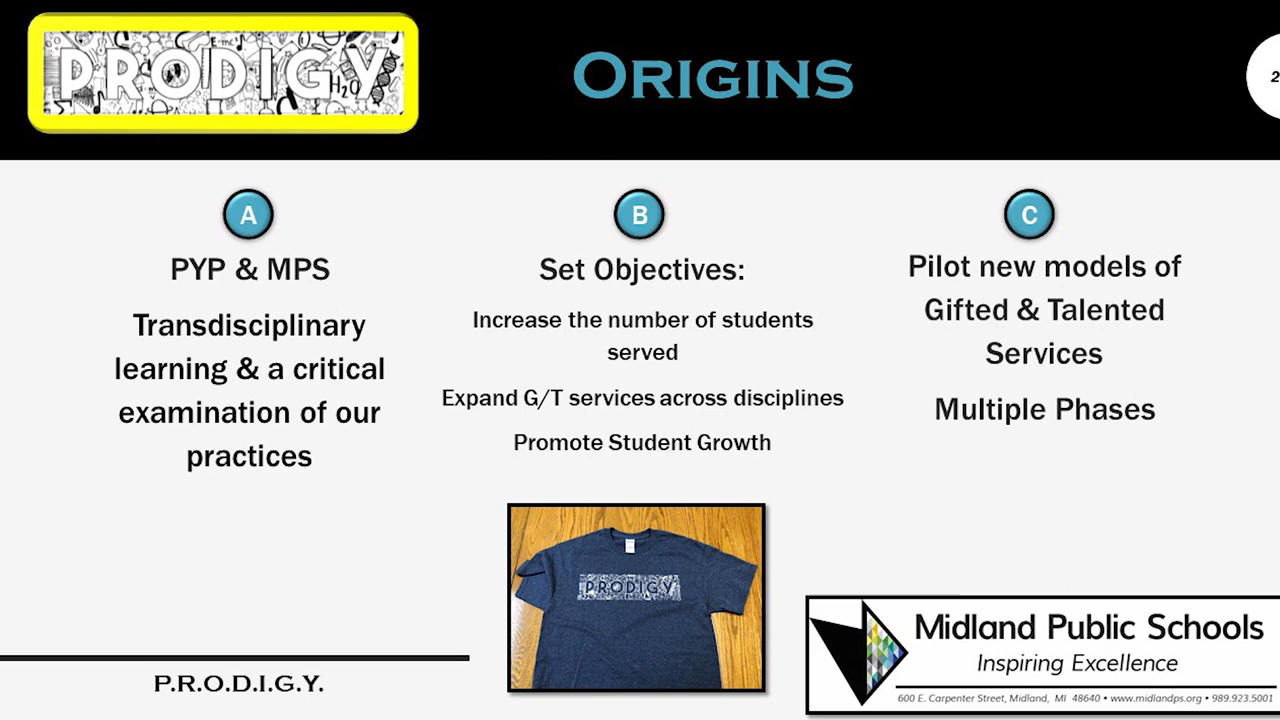 PRODIGY
E=mc²
H₂O
ORIGINS
2
A
PYP & MPS
Transdisciplinary
learning & a critical
examination of our
practices
B
Set Objectives:
Increase the number of students
served
Expand G/T services across disciplines
Promote Student Growth
C
Pilot new models of
Gifted & Talented
Services
Multiple Phases
PRODIGY
P.R.O.D.I.G.Y.
Midland Public Schools
Inspiring Excellence
600 E. Carpenter Street, Midland, MI 48640 • www.midlandps.org • 989.923.5001